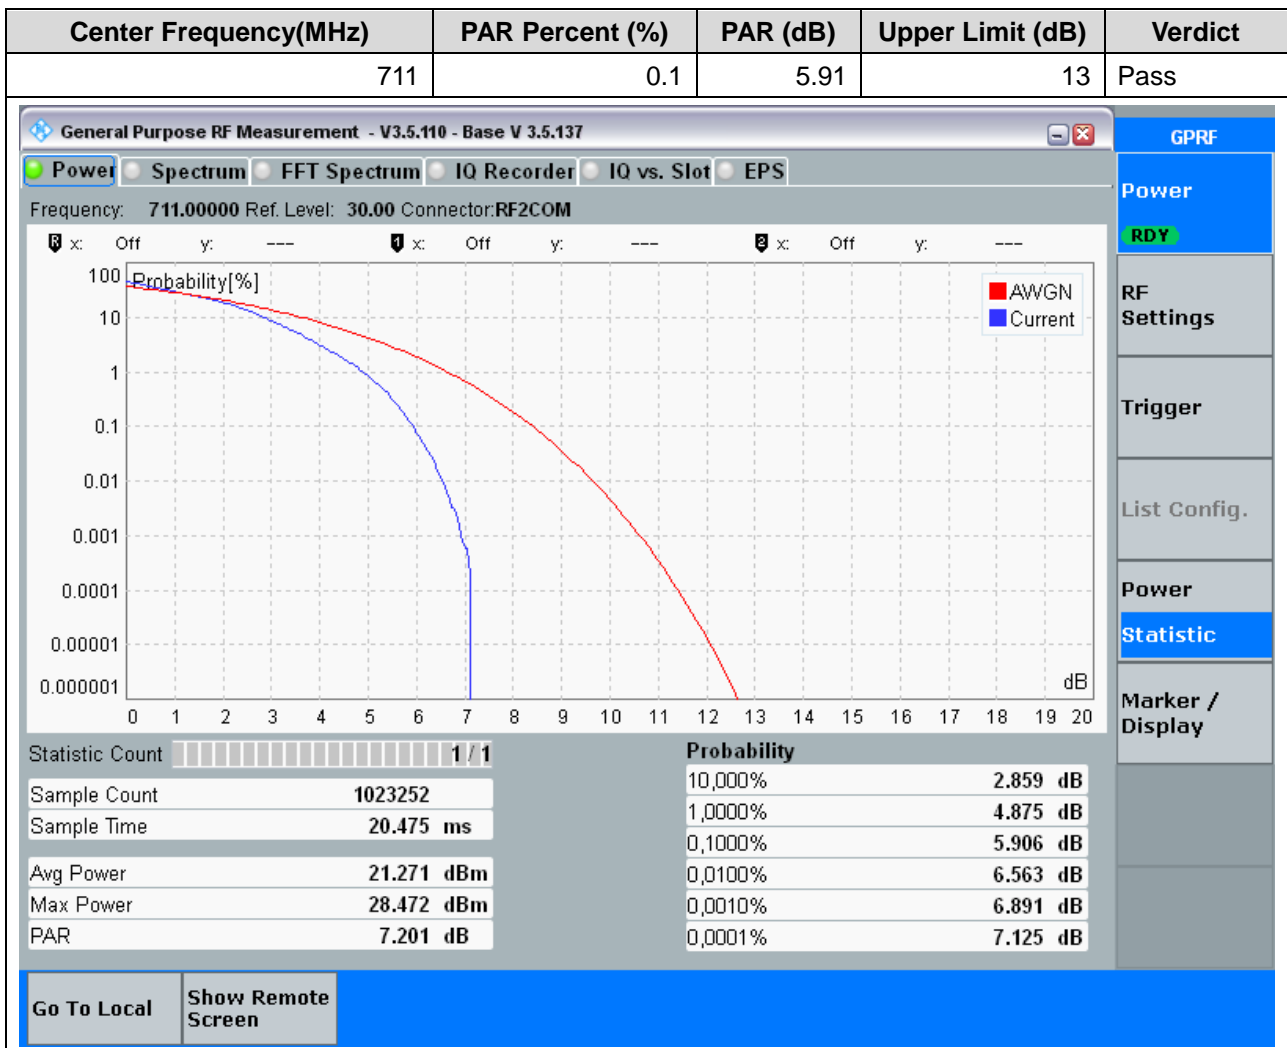 Center Frequency(MHz) PAR Percent (%) PAR (dB) Upper Limit (dB) Verdict
711 0.1 5.91 13 Pass
General Purpose RF Measurement - V3.5.110 - Base V 3.5.137
GPRF
Power Spectrum FFT Spectrum IQ Recorder IQ vs. Slot EPS
Frequency: 711.00000 Ref. Level: 30.00 Connector:RF2COM
Power
RDY
R x: Off y: --- 1 x: Off y: --- 2 x: Off y: ---
100 Probability[%]
AWGN
Current
10
1
0.1
0.01
0.001
0.0001
0.00001
0.000001
dB
0 1 2 3 4 5 6 7 8 9 10 11 12 13 14 15 16 17 18 19 20
RF
Settings
Trigger
List Config.
Power
Statistic
Marker /
Display
Statistic Count 1 / 1
Sample Count 1023252
Sample Time 20.475 ms
Avg Power 21.271 dBm
Max Power 28.472 dBm
PAR 7.201 dB
Probability
10,000% 2.859 dB
1,0000% 4.875 dB
0,1000% 5.906 dB
0,0100% 6.563 dB
0,0010% 6.891 dB
0,0001% 7.125 dB
Go To Local
Show Remote
Screen